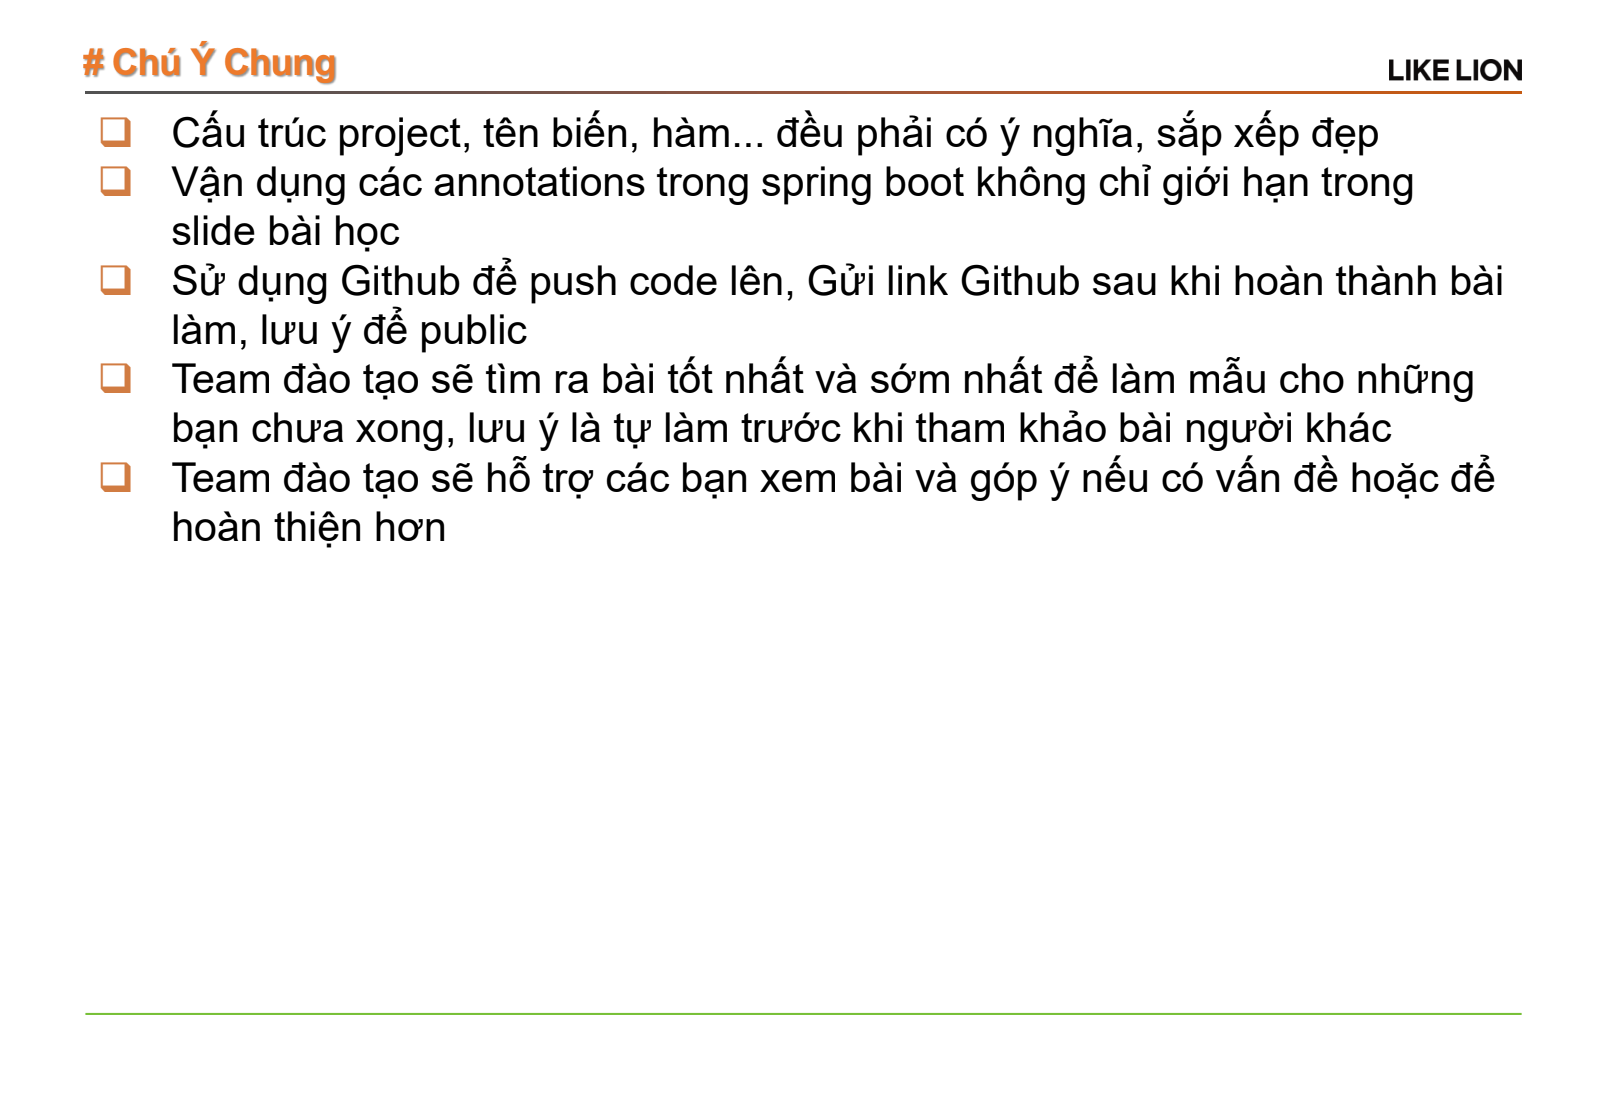 # Chú Ý Chung
LIKE LION
Cấu trúc project, tên biến, hàm... đều phải có ý nghĩa, sắp xếp đẹp
Vận dụng các annotations trong spring boot không chỉ giới hạn trong
slide bài học
Sử dụng Github để push code lên, Gửi link Github sau khi hoàn thành bài
làm, lưu ý để public
Team đào tạo sẽ tìm ra bài tốt nhất và sớm nhất để làm mẫu cho những
bạn chưa xong, lưu ý là tự làm trước khi tham khảo bài người khác
Team đào tạo sẽ hỗ trợ các bạn xem bài và góp ý nếu có vấn đề hoặc để
hoàn thiện hơn